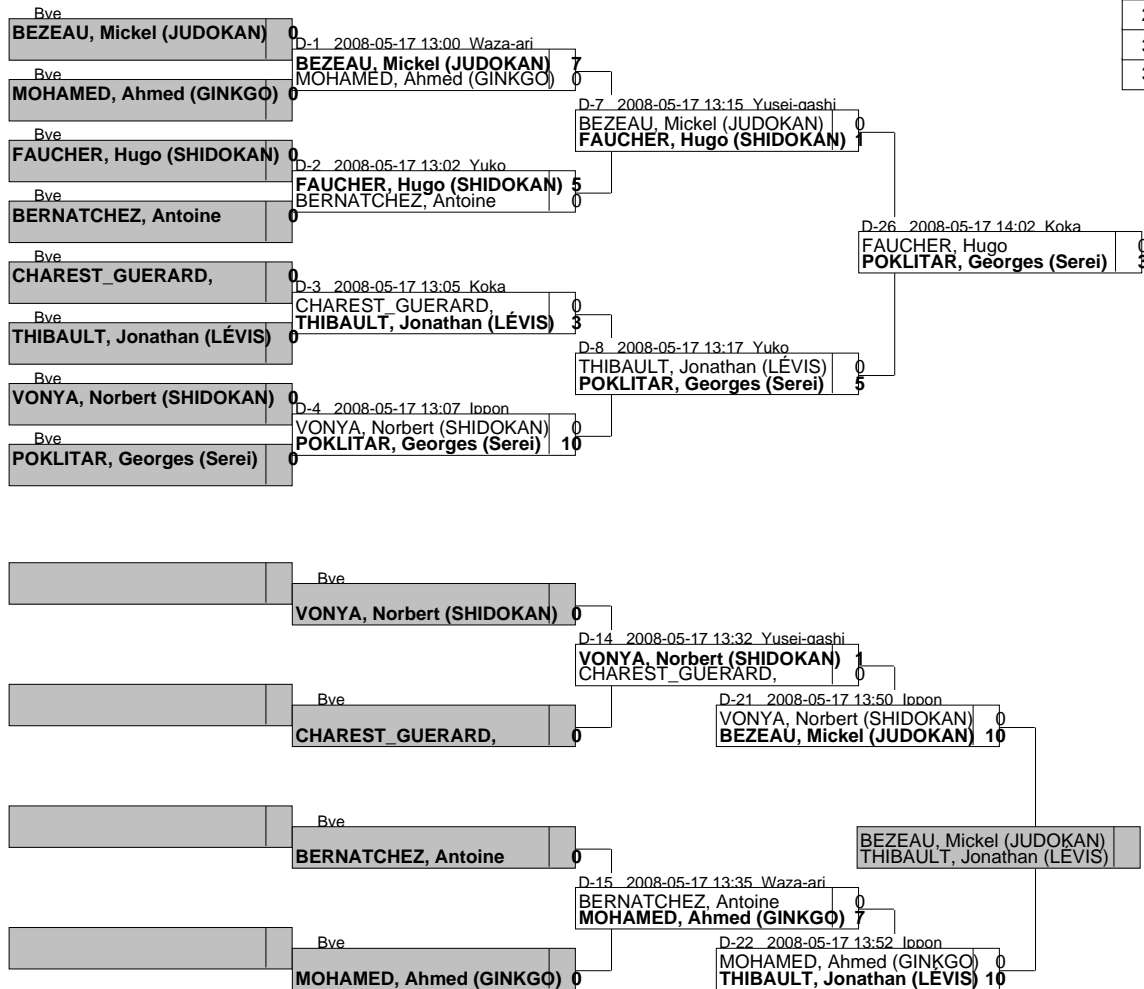 Bye
BEZEAU, Mickel (JUDOKAN) 0
Bye
MOHAMED, Ahmed (GINKGO) 0
Bye
FAUCHER, Hugo (SHIDOKAN) 0
Bye
BERNATCHEZ, Antoine 0
Bye
CHAREST_GUERARD, 0
Bye
THIBAULT, Jonathan (LÉVIS) 0
Bye
VONYA, Norbert (SHIDOKAN) 0
Bye
POKLITAR, Georges (Serei) 0
D-1 2008-05-17 13:00 Waza-ari
BEZEAU, Mickel (JUDOKAN) 7
MOHAMED, Ahmed (GINKGO) 0
D-2 2008-05-17 13:02 Yuko
FAUCHER, Hugo (SHIDOKAN) 5
BERNATCHEZ, Antoine 0
D-3 2008-05-17 13:05 Koka
CHAREST_GUERARD, 0
THIBAULT, Jonathan (LÉVIS) 3
D-4 2008-05-17 13:07 Ippon
VONYA, Norbert (SHIDOKAN) 0
POKLITAR, Georges (Serei) 10
D-7 2008-05-17 13:15 Yusei-gashi
BEZEAU, Mickel (JUDOKAN) 0
FAUCHER, Hugo (SHIDOKAN) 1
D-8 2008-05-17 13:17 Yuko
THIBAULT, Jonathan (LÉVIS) 0
POKLITAR, Georges (Serei) 5
D-26 2008-05-17 14:02 Koka
FAUCHER, Hugo 0
POKLITAR, Georges (Serei) 3
Bye
VONYA, Norbert (SHIDOKAN) 0
Bye
CHAREST_GUERARD, 0
Bye
BERNATCHEZ, Antoine 0
Bye
MOHAMED, Ahmed (GINKGO) 0
D-14 2008-05-17 13:32 Yusei-gashi
VONYA, Norbert (SHIDOKAN) 1
CHAREST_GUERARD, 0
D-15 2008-05-17 13:35 Waza-ari
BERNATCHEZ, Antoine 0
MOHAMED, Ahmed (GINKGO) 7
D-21 2008-05-17 13:50 Ippon
VONYA, Norbert (SHIDOKAN) 0
BEZEAU, Mickel (JUDOKAN) 10
D-22 2008-05-17 13:52 Ippon
MOHAMED, Ahmed (GINKGO) 0
THIBAULT, Jonathan (LÉVIS) 10
BEZEAU, Mickel (JUDOKAN)
THIBAULT, Jonathan (LÉVIS)